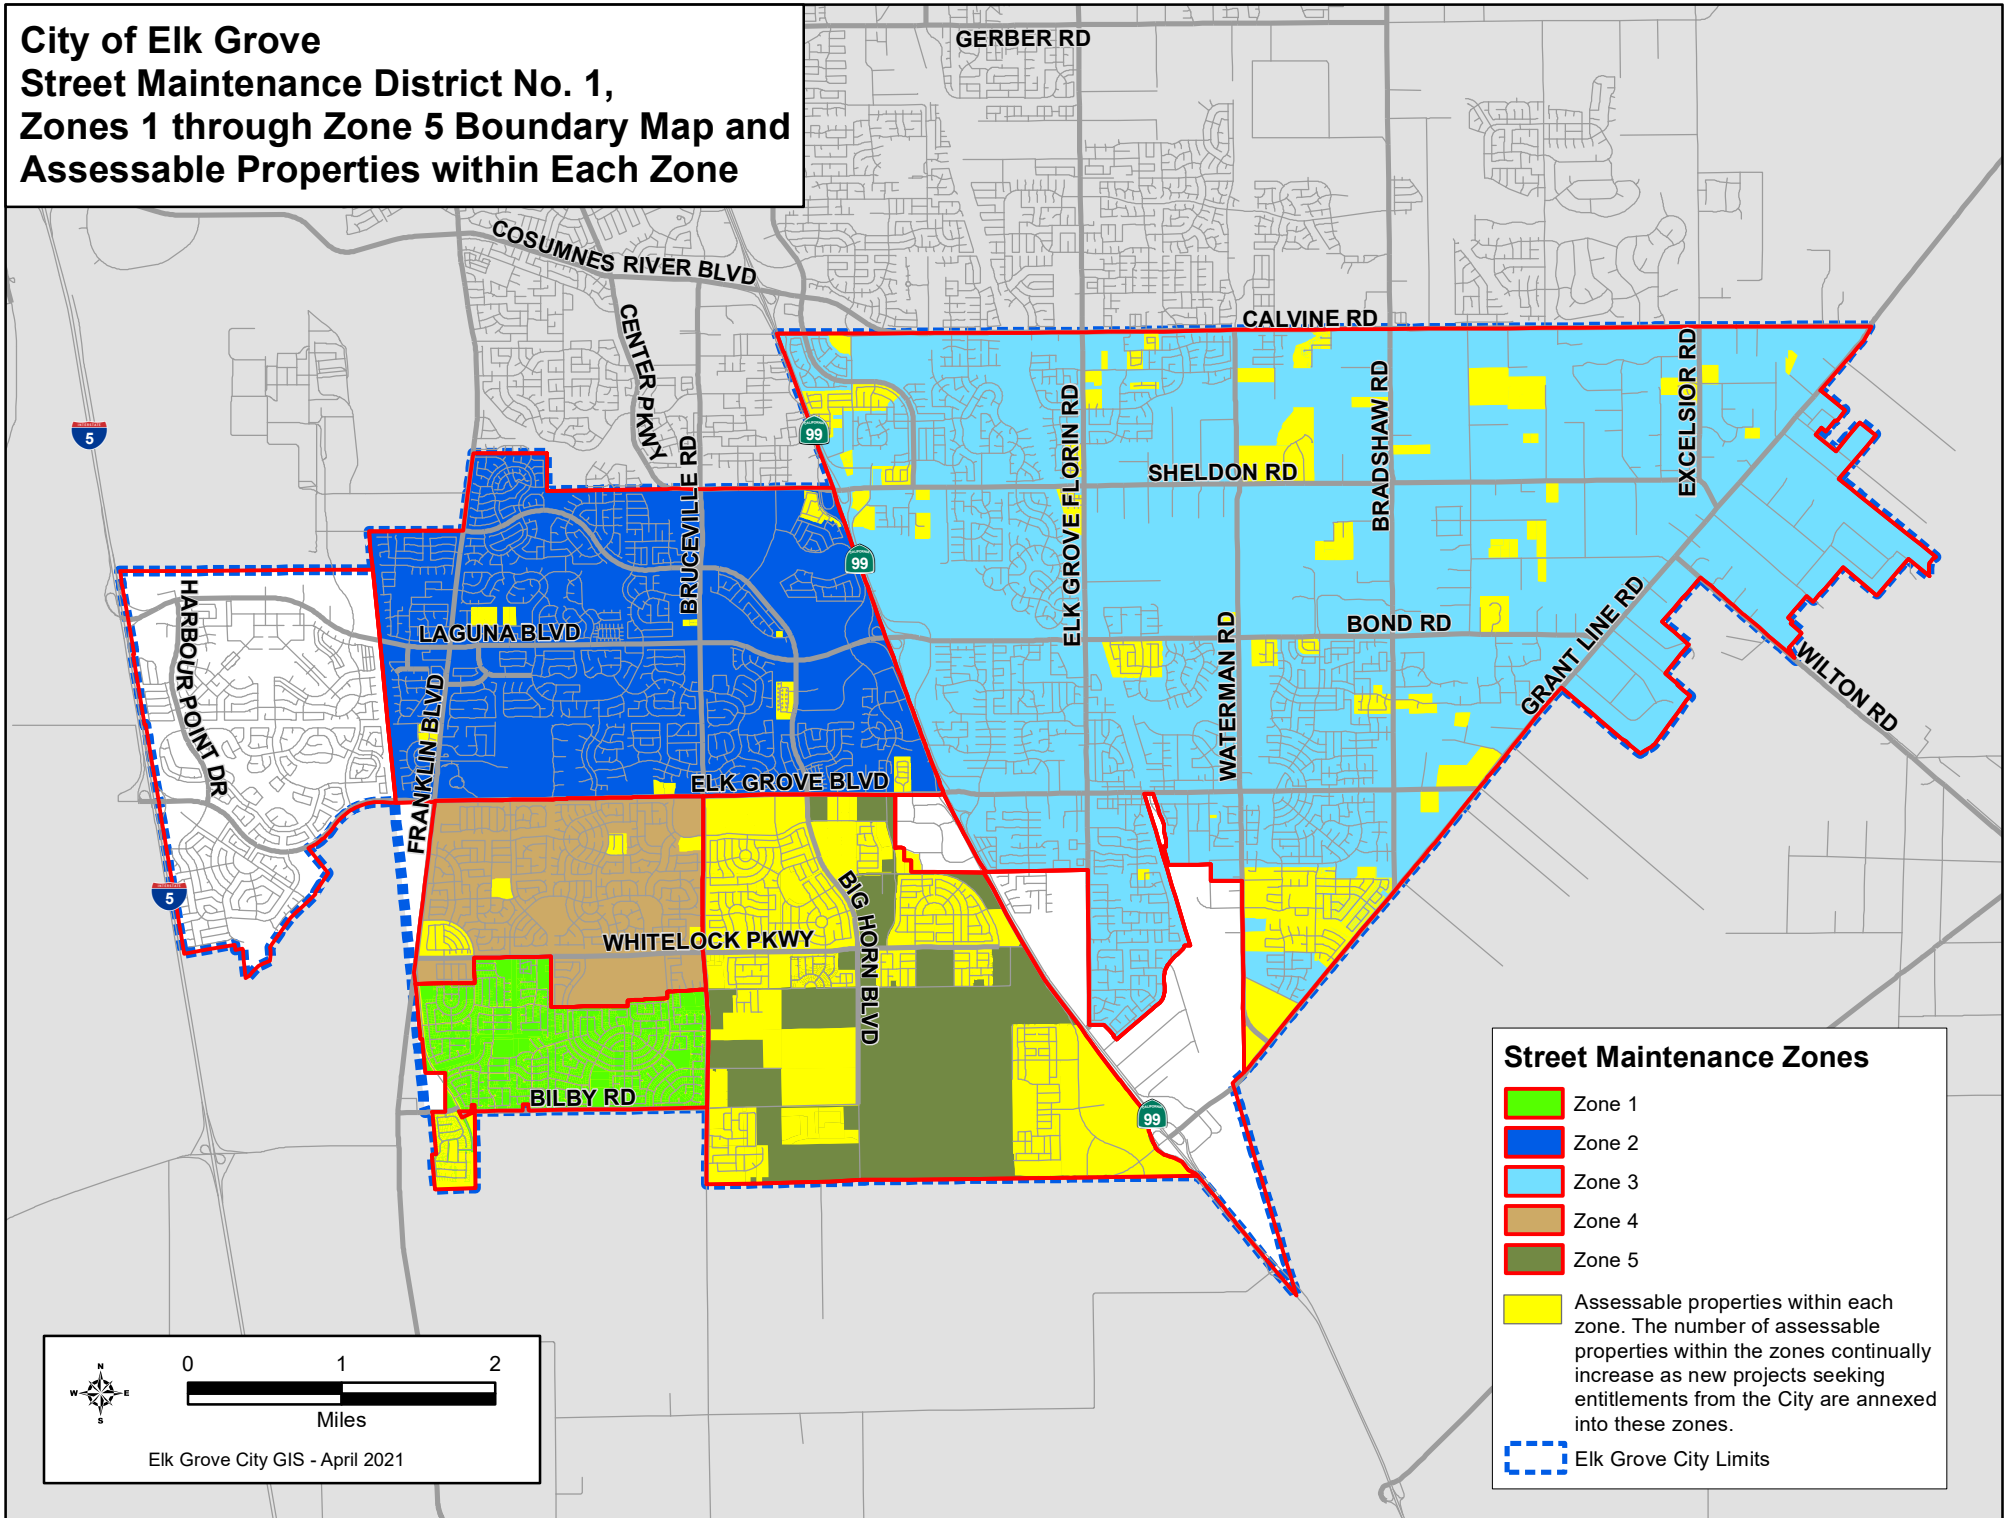 City of Elk Grove
Street Maintenance District No. 1,
Zones 1 through Zone 5 Boundary Map and
Assessable Properties within Each Zone
GERBER RD
COSUMNES RIVER BLVD
CENTER PKWY
CALVINE RD
BRUCEVILLE RD
ELK GROVE FLORIN RD
BRADSHAW RD
EXCELSIOR RD
INTERSTATE
5
CALIFORNIA
99
SHELDON RD
CALIFORNIA
99
HARBOUR POINT DR
LAGUNA BLVD
FRANKLIN BLVD
WATERMAN RD
BOND RD
GRANT LINE RD
WILTON RD
ELK GROVE BLVD
INTERSTATE
5
BIG HORN BLVD
WHITELOCK PKWY
BILBY RD
CALIFORNIA
99
Street Maintenance Zones
Zone 1
Zone 2
Zone 3
Zone 4
Zone 5
Assessable properties within each
zone. The number of assessable
properties within the zones continually
increase as new projects seeking
entitlements from the City are annexed
into these zones.
Elk Grove City Limits
N
W E
S
0 1 2
Miles
Elk Grove City GIS - April 2021